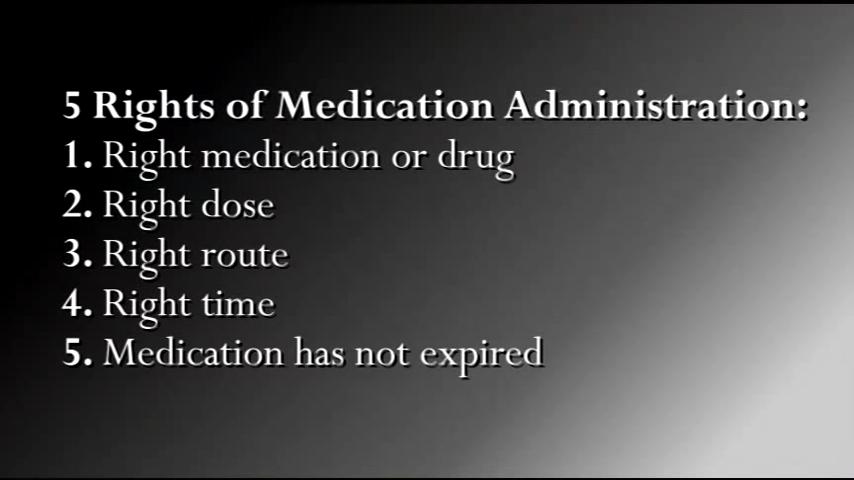 5 Rights of Medication Administration:
1. Right medication or drug
2. Right dose
3. Right route
4. Right time
5. Medication has not expired